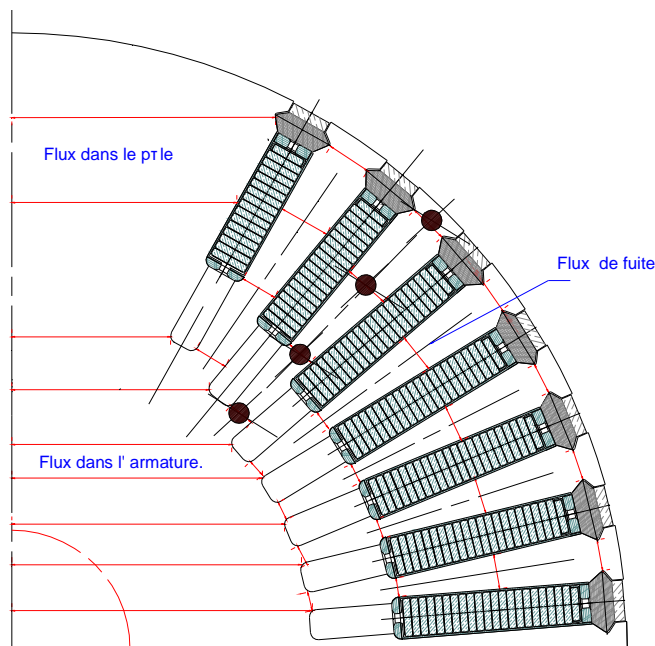 Flux dans le pτle
Flux de fuite
Flux dans l' armature.